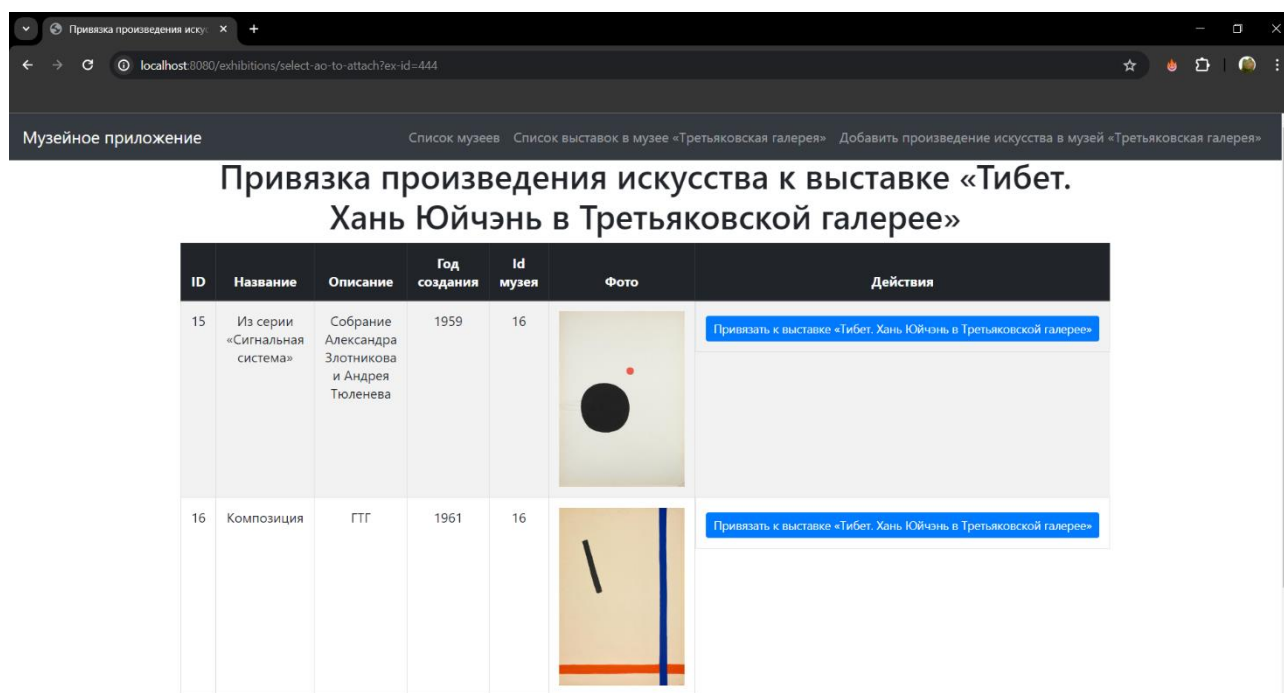 Привязка произведения иску
localhost:8080/exhibitions/select-ao-to-attach?ex-id=444
Музейное приложение
Список музеев Список выставок в музее «Третьяковская галерея» Добавить произведение искусства в музей «Третьяковская галерея»
Привязка произведения искусства к выставке «Тибет.
Хань Юйчэнь в Третьяковской галерее»
ID Название Описание Год создания Id музея Фото Действия
15 Из серии Собрание 1959 16 Привязать к выставке «Тибет. Хань Юйчэнь в Третьяковской галерее»
«Сигнальная Александра
система» Злотникова
и Андрея
Тюленева
16 Композиция ГТГ 1961 16 Привязать к выставке «Тибет. Хань Юйчэнь в Третьяковской галерее»